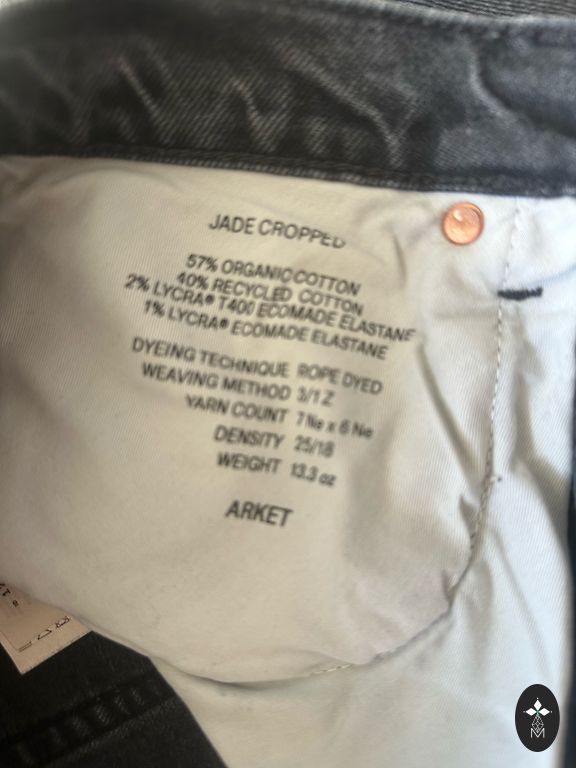 JADE CROPPED
57% ORGANIC COTTON
40% RECYCLED COTTON
2% LYCRA® T400 ECOMADE ELASTANE
1% LYCRA® ECOMADE ELASTANE
DYEING TECHNIQUE ROPE DYED
WEAVING METHOD 3/1 Z
YARN COUNT 7 Ne x 6 Ne
DENSITY 25/18
WEIGHT 13.3 oz
ARKET
M